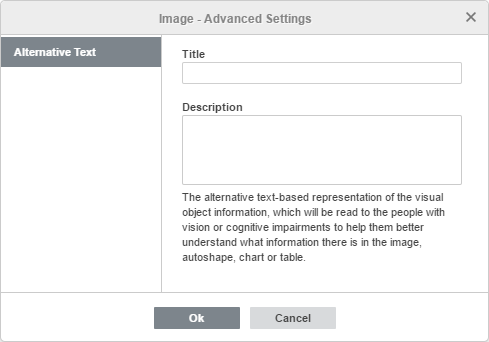 Image - Advanced Settings
Alternative Text
Title
Description
The alternative text-based representation of the visual
object information, which will be read to the people with
vision or cognitive impairments to help them better
understand what information there is in the image,
autoshape, chart or table.
Ok
Cancel